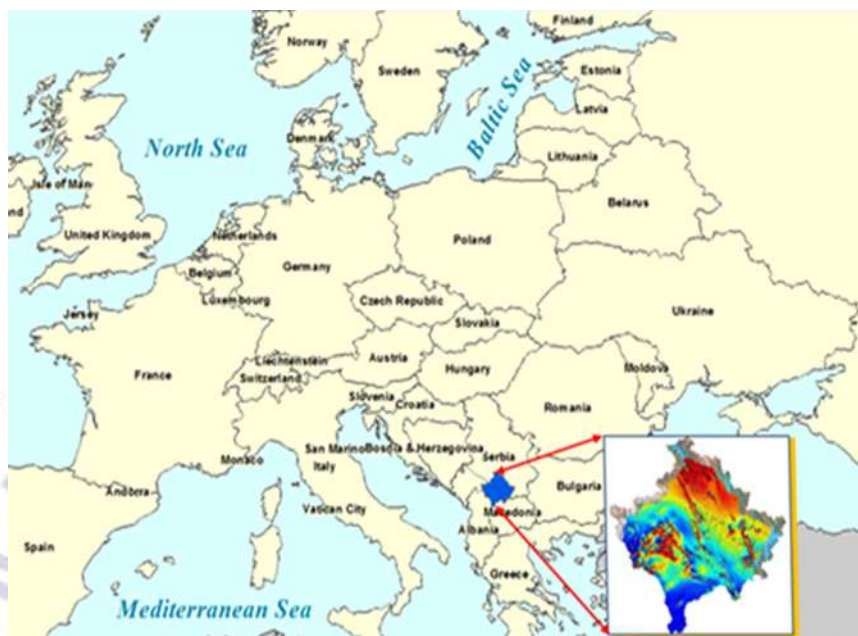 Finland
Norway
Sweden
Estonia
Baltic Sea
Latvia
North Sea
Denmark
Lithuania
Isle of Man
Belarus
and
United Kingdom
Netherlands
Poland
Germany
Belgium
Luxembourg
Czech Republic
Ukraine
Jersey
Slovakia
Austria
France
Liechtenstein
Hungary
Moldova
Switzerland
Slovenia
Croatia
Romania
San Marino
Bosdia & Herzegovina
Serbia
Monaco
Italy
Andorra
Bulgaria
Vatican City
Macedonia
Albania
Spain
Greece
Mediterranean Sea